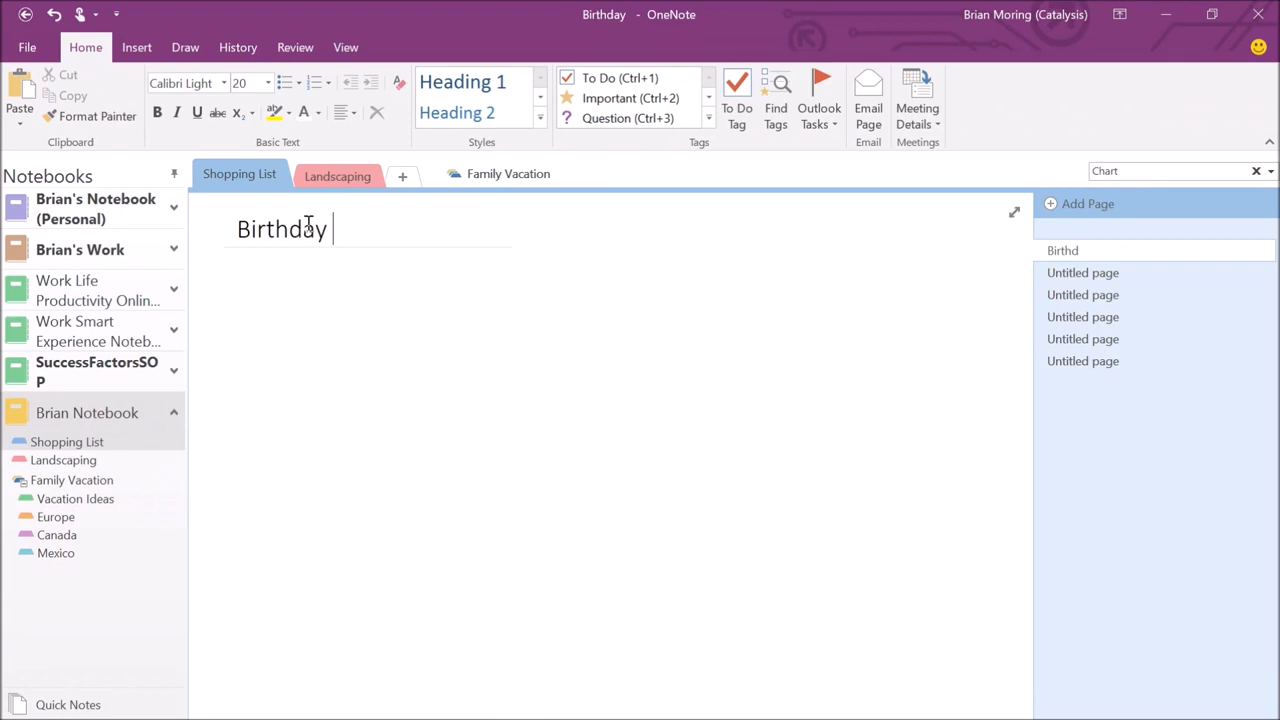 Birthday - OneNote
Brian Moring (Catalysis)
File Home Insert Draw History Review View
Paste
Cut
Copy
Format Painter
Clipboard
Calibri Light 20
B I U abc X₂ A
Basic Text
Heading 1
Heading 2
Styles
To Do (Ctrl+1)
Important (Ctrl+2)
? Question (Ctrl+3)
To Do Tag
Find Tags
Tags
Outlook Tasks
Email Page
Email
Meeting Details
Meetings
Notebooks
Shopping List
Landscaping
+
Family Vacation
Chart
Brian's Notebook
(Personal)
Brian's Work
Work Life
Productivity Onlin...
Work Smart
Experience Noteb...
SuccessFactorsSO
P
Brian Notebook
Shopping List
Landscaping
Family Vacation
Vacation Ideas
Europe
Canada
Mexico
Quick Notes
Birthday
Add Page
Birthd
Untitled page
Untitled page
Untitled page
Untitled page
Untitled page